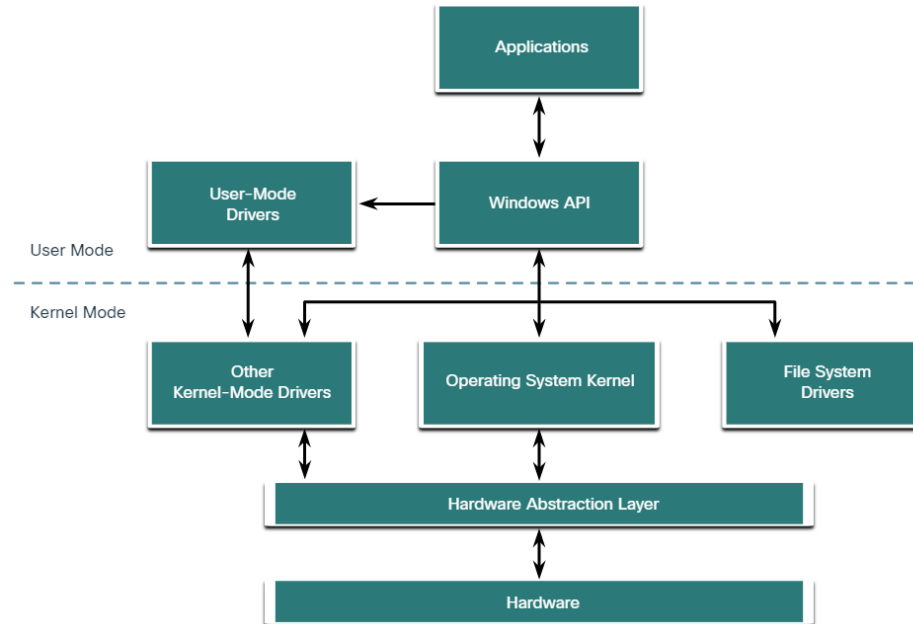 Applications
User-Mode
Drivers
Windows API
User Mode
Kernel Mode
Other
Kernel-Mode Drivers
Operating System Kernel
File System
Drivers
Hardware Abstraction Layer
Hardware